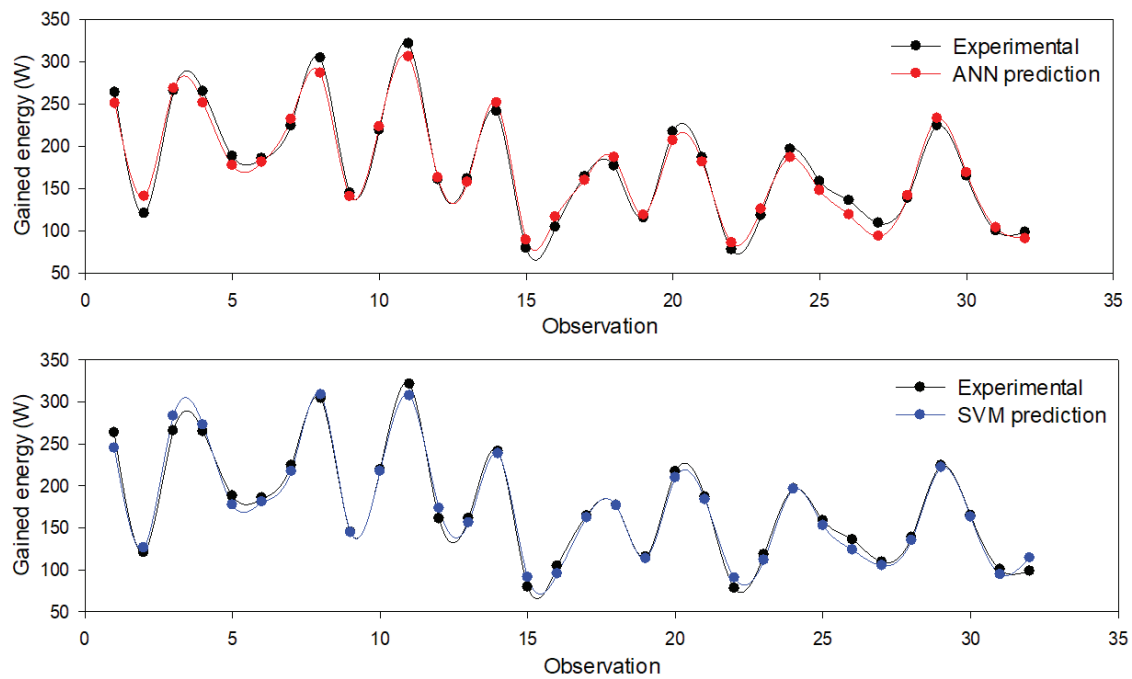 350
300
250
200
150
100
50
Gained energy (W)
Experimental
ANN prediction
0 5 10 15 20 25 30 35
Observation
350
300
250
200
150
100
50
Gained energy (W)
Experimental
SVM prediction
0 5 10 15 20 25 30 35
Observation